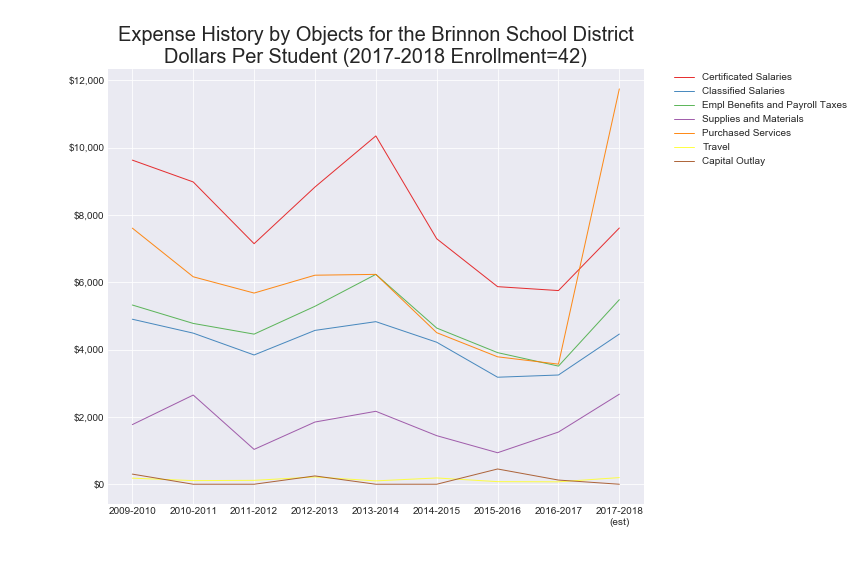 Expense History by Objects for the Brinnon School District
Dollars Per Student (2017-2018 Enrollment=42)
$12,000
$10,000
$8,000
$6,000
$4,000
$2,000
$0
2009-2010 2010-2011 2011-2012 2012-2013 2013-2014 2014-2015 2015-2016 2016-2017 2017-2018
(est)
Certificated Salaries
Classified Salaries
Empl Benefits and Payroll Taxes
Supplies and Materials
Purchased Services
Travel
Capital Outlay